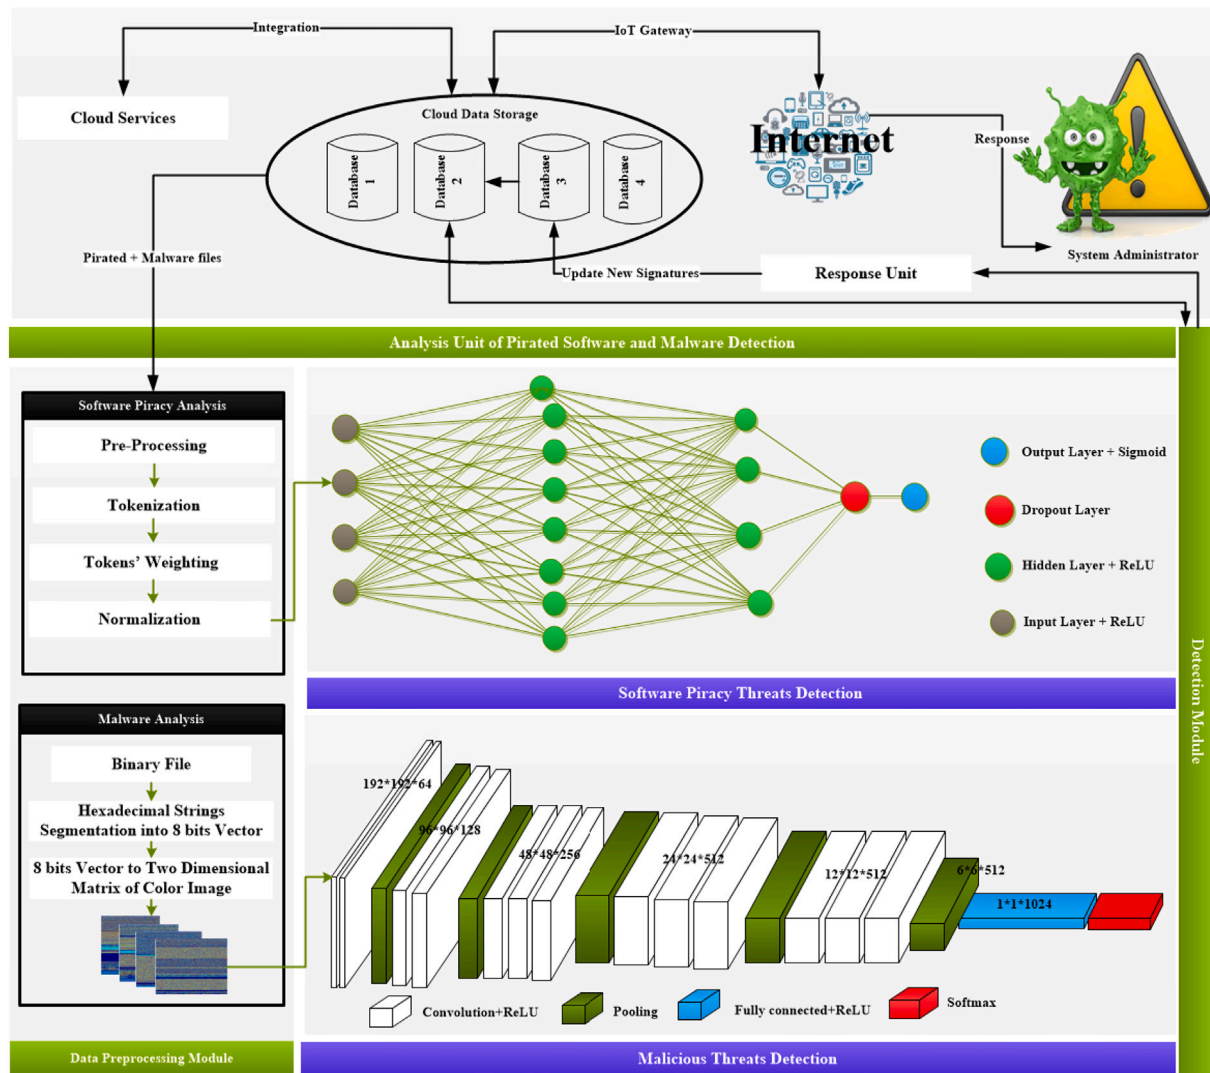 Integration
IoT Gateway
Cloud Services
Cloud Data Storage
Database
1
Database
2
Database
3
Database
4
Internet
Response
Pirated + Malware files
Update New Signatures
Response Unit
System Administrator
Analysis Unit of Pirated Software and Malware Detection
Software Piracy Analysis
Pre-Processing
Tokenization
Tokens' Weighting
Normalization
Output Layer + Sigmoid
Dropout Layer
Hidden Layer + ReLU
Input Layer + ReLU
Software Piracy Threats Detection
Detection Module
Malware Analysis
Binary File
Hexadecimal Strings
Segmentation into 8 bits Vector
8 bits Vector to Two Dimensional
Matrix of Color Image
192*192*64
96*96*128
48*48*256
24*24*512
12*12*512
6*6*512
1*1*1024
Convolution+ReLU
Pooling
Fully connected+ReLU
Softmax
Data Preprocessing Module
Malicious Threats Detection